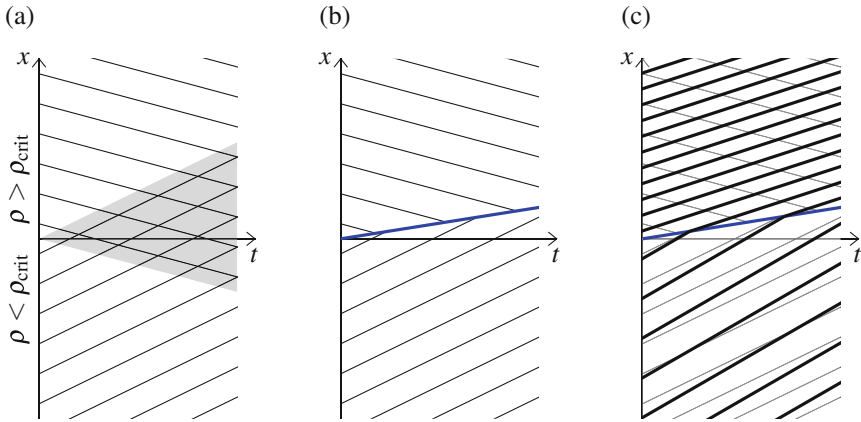 (a)
(b)
(c)
x
x
x
ρ > ρcrit
ρ < ρcrit
t
t
t